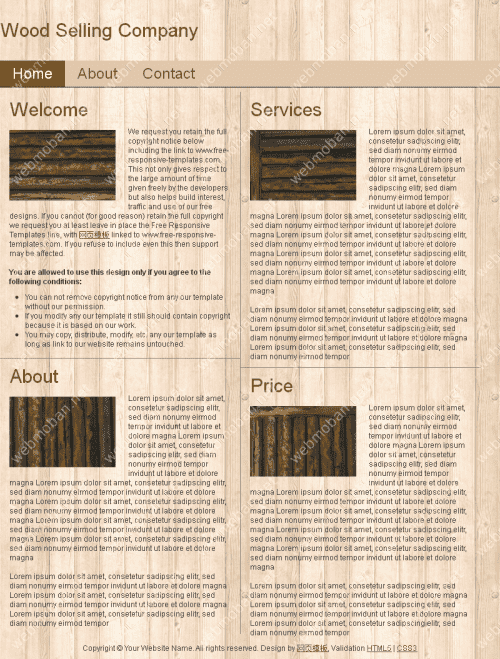 Wood Selling Company
Home About Contact
Welcome
We request you retain the full
copyright notice below
including the link to www.free-
responsive-templates.com.
This not only gives respect to
the large amount of time
given freely by the developers
but also helps build interest,
traffic and use of our free
designs. If you cannot (for good reason) retain the full copyright
we request you at least leave in place the Free Responsive
Templates link, with 网页模板 linked to www.free-responsive-
templates.com. If you refuse to include even this then support
may be affected.
You are allowed to use this design only if you agree to the
following conditions:
You can not remove copyright notice from any our template
without our permission.
If you modify any our template it still should contain copyright
because it is based on our work.
You may copy, distribute, modify, etc. any our template as
long as link to our website remains untouched.
About
Lorem ipsum dolor sit amet,
consetetur sadipscing elitr,
sed diam nonumy eirmod
tempor invidunt ut labore et
dolore magna Lorem ipsum
dolor sit amet, consetetur
sadipscing elitr, sed diam
nonumy eirmod tempor
invidunt ut labore et dolore
magna Lorem ipsum dolor sit amet, consetetur sadipscing elitr,
sed diam nonumy eirmod tempor invidunt ut labore et dolore
magna Lorem ipsum dolor sit amet, consetetur sadipscing elitr,
sed diam nonumy eirmod tempor invidunt ut labore et dolore
magna Lorem ipsum dolor sit amet, consetetur sadipscing elitr,
sed diam nonumy eirmod tempor invidunt ut labore et dolore
magna Lorem ipsum dolor sit amet, consetetur sadipscing elitr,
sed diam nonumy eirmod tempor invidunt ut labore et dolore
magna
Lorem ipsum dolor sit amet, consetetur sadipscing elitr, sed
diam nonumy eirmod tempor invidunt ut labore et dolore magna
Lorem ipsum dolor sit amet, consetetur sadipscing elitr, sed
diam nonumy eirmod tempor invidunt ut labore et dolore magna
Lorem ipsum dolor sit amet, consetetur sadipscing elitr, sed
diam nonumy eirmod tempor
Services
Lorem ipsum dolor sit amet,
consetetur sadipscing elitr,
sed diam nonumy eirmod
tempor invidunt ut labore et
dolore magna Lorem ipsum
dolor sit amet, consetetur
sadipscing elitr, sed diam
nonumy eirmod tempor
invidunt ut labore et dolore
magna Lorem ipsum dolor sit amet, consetetur sadipscing elitr,
sed diam nonumy eirmod tempor invidunt ut labore et dolore
magna Lorem ipsum dolor sit amet, consetetur sadipscing elitr,
sed diam nonumy eirmod tempor invidunt ut labore et dolore
magna Lorem ipsum dolor sit amet, consetetur sadipscing elitr,
sed diam nonumy eirmod tempor invidunt ut labore et dolore
magna Lorem ipsum dolor sit amet, consetetur sadipscing elitr,
sed diam nonumy eirmod tempor invidunt ut labore et dolore
magna
Lorem ipsum dolor sit amet, consetetur sadipscing elitr, sed
diam nonumy eirmod tempor invidunt ut labore et dolore magna
Lorem ipsum dolor sit amet, consetetur sadipscing elitr, sed
diam nonumy eirmod tempor invidunt ut labore et dolore magna
Lorem ipsum dolor sit amet, consetetur sadipscing elitr, sed
diam nonumy eirmod tempor
Price
Lorem ipsum dolor sit amet,
consetetur sadipscing elitr,
sed diam nonumy eirmod
tempor invidunt ut labore et
dolore magna Lorem ipsum
dolor sit amet, consetetur
sadipscing elitr, sed diam
nonumy eirmod tempor
invidunt ut labore et dolore
magna Lorem ipsum dolor sit amet, consetetur sadipscing elitr,
sed diam nonumy eirmod tempor invidunt ut labore et dolore
magna Lorem ipsum dolor sit amet, consetetur sadipscing elitr,
sed diam nonumy eirmod tempor invidunt ut labore et dolore
magna Lorem ipsum dolor sit amet, consetetur sadipscing elitr,
sed diam nonumy eirmod tempor invidunt ut labore et dolore
magna Lorem ipsum dolor sit amet, consetetur sadipscing elitr,
sed diam nonumy eirmod tempor invidunt ut labore et dolore
magna
Lorem ipsum dolor sit amet, consetetur sadipscing elitr, sed
diam nonumy eirmod tempor invidunt ut labore et dolore magna
Lorem ipsum dolor sit amet, consetetur sadipscing elitr, sed
diam nonumy eirmod tempor invidunt ut labore et dolore magna
Lorem ipsum dolor sit amet, consetetur sadipscing elitr, sed
diam nonumy eirmod tempor
Copyright © Your Website Name. All rights reserved. Design by 网页模板, Validation HTML5 | CSS3